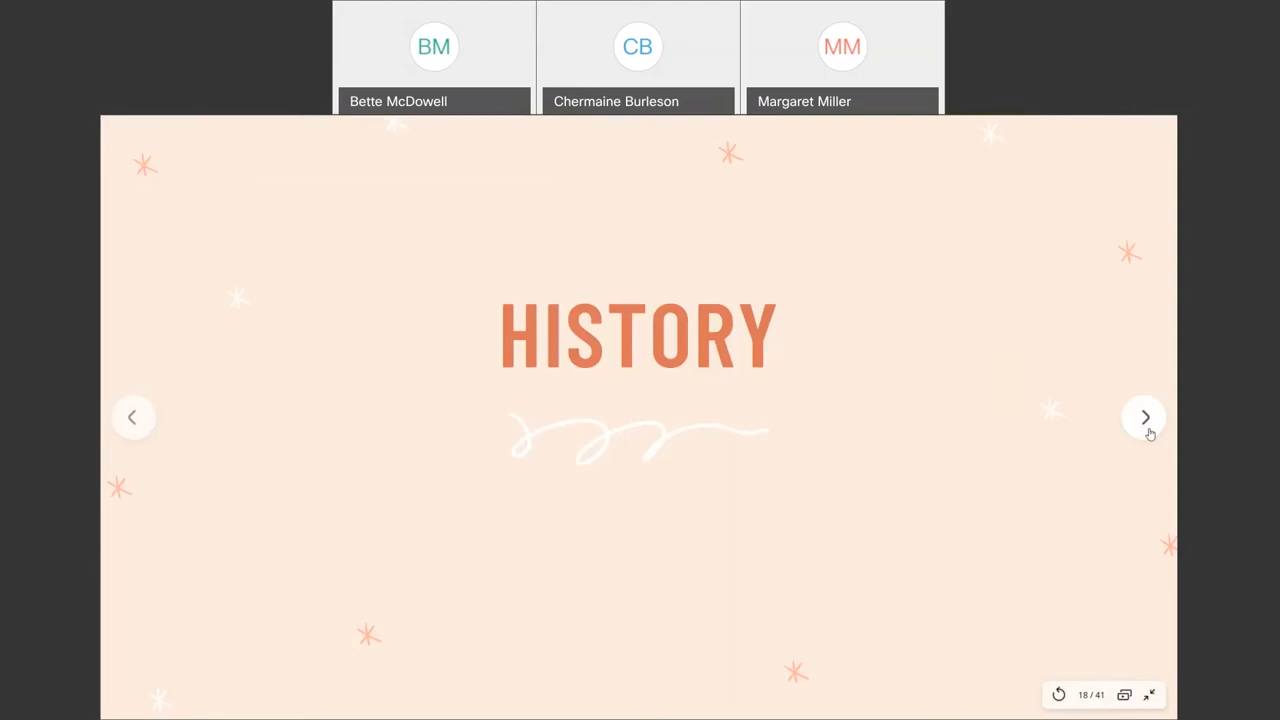 BM
CB
MM
Bette McDowell
Chermaine Burleson
Margaret Miller
HISTORY
18 / 41